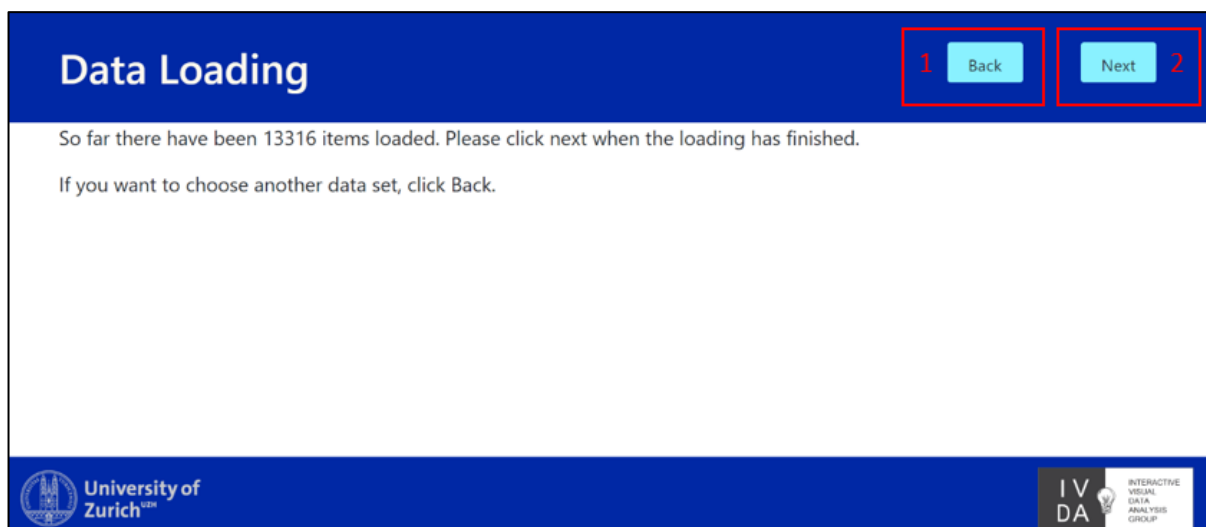 Data Loading
1 Back
Next 2
So far there have been 13316 items loaded. Please click next when the loading has finished.
If you want to choose another data set, click Back.
University of
Zurich UZH
I V
DA
INTERACTIVE
VISUAL
DATA
ANALYSIS
GROUP